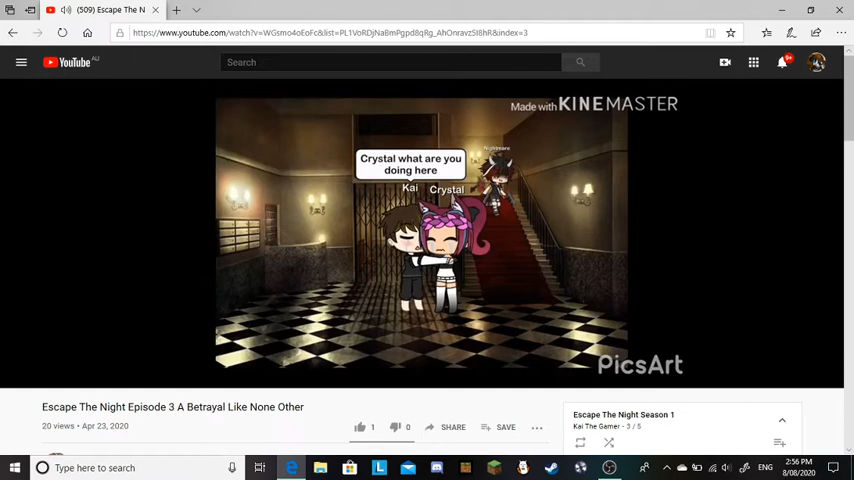 (509) Escape The N
https://www.youtube.com/watch?v=WGsmo4oEoFc&list=PL1VoRDjNaBmPgpd8qRg_AhOnravz5I8hR&index=3
YouTube AU
Search
9+
Made with KINEMASTER
Nightmare
Crystal what are you
doing here
Kai
Crystal
PicsArt
Escape The Night Episode 3 A Betrayal Like None Other
20 views • Apr 23, 2020
1
0
SHARE
SAVE
Escape The Night Season 1
Kai The Gamer - 3 / 5
Type here to search
ENG
2:56 PM
8/08/2020